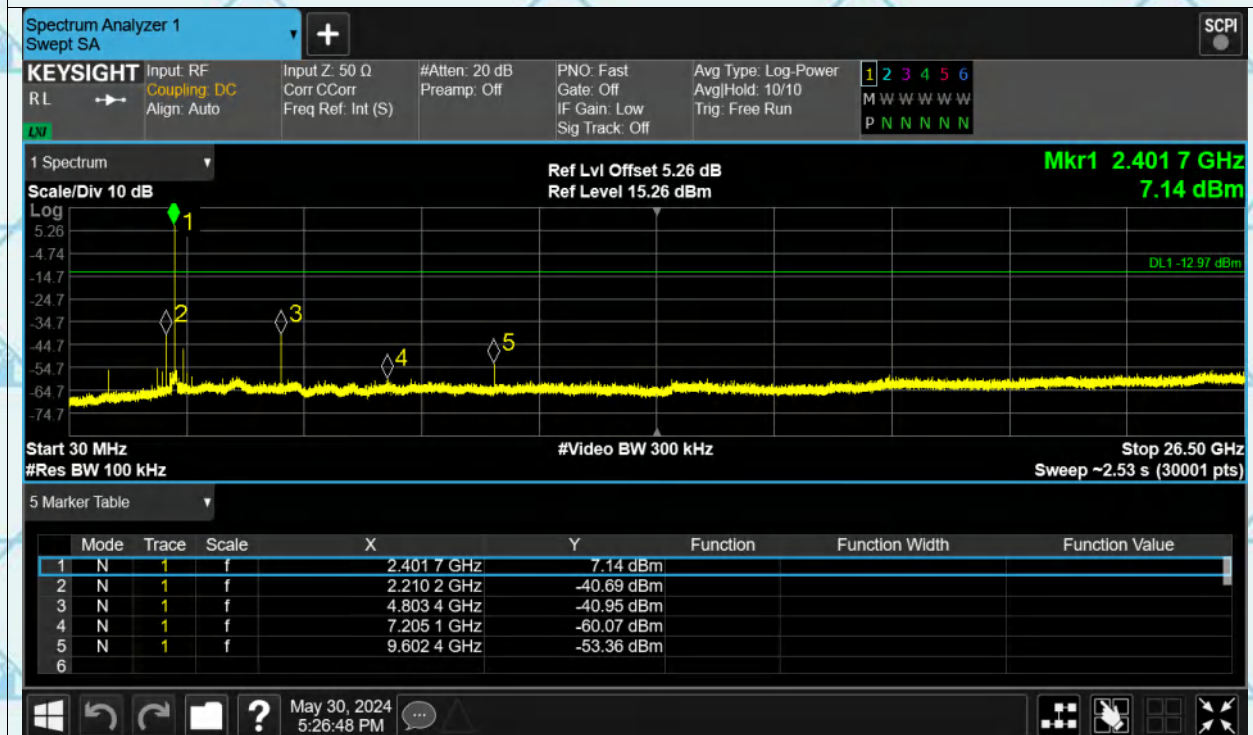 Spectrum Analyzer 1
Swept SA
+
SCPI
KEYSIGHT Input: RF Input Z: 50 Ω #Atten: 20 dB PNO: Fast Avg Type: Log-Power 1 2 3 4 5 6
RL Coupling: DC Corr CCorr Preamp: Off Gate: Off Avg|Hold: 10/10 M W W W W W
Align: Auto Freq Ref: Int (S) IF Gain: Low Trig: Free Run P N N N N N
LXI Sig Track: Off
1 Spectrum Ref Lvl Offset 5.26 dB Mkr1 2.401 7 GHz
Scale/Div 10 dB Ref Level 15.26 dBm 7.14 dBm
Log
1
5.26
-4.74
DL1 -12.97 dBm
-14.7
-24.7
2 3
-34.7
-44.7
5
4
-54.7
-64.7
-74.7
Start 30 MHz #Video BW 300 kHz Stop 26.50 GHz
#Res BW 100 kHz Sweep ~2.53 s (30001 pts)
5 Marker Table
Mode Trace Scale X Y Function Function Width Function Value
1 N 1 f 2.401 7 GHz 7.14 dBm
2 N 1 f 2.210 2 GHz -40.69 dBm
3 N 1 f 4.803 4 GHz -40.95 dBm
4 N 1 f 7.205 1 GHz -60.07 dBm
5 N 1 f 9.602 4 GHz -53.36 dBm
6
?
May 30, 2024
5:26:48 PM